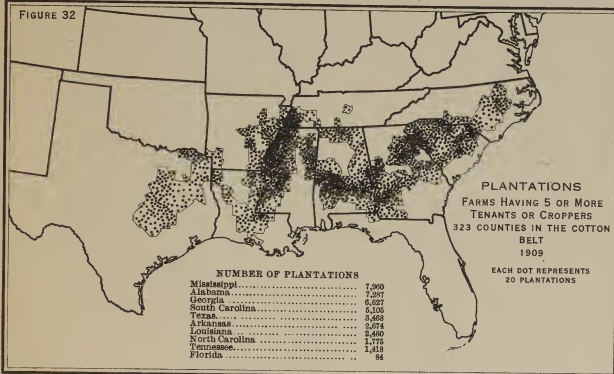 FIGURE 32
PLANTATIONS
FARMS HAVING 5 OR MORE
TENANTS OR CROPPERS
323 COUNTIES IN THE COTTON
BELT
1909
EACH DOT REPRESENTS
20 PLANTATIONS
NUMBER OF PLANTATIONS
Mississippi 7,960
Alabama 7,287
Georgia 6,627
South Carolina 5,105
Texas 3,468
Arkansas 2,674
Louisiana 2,480
North Carolina 1,775
Tennessee 1,418
Florida 84